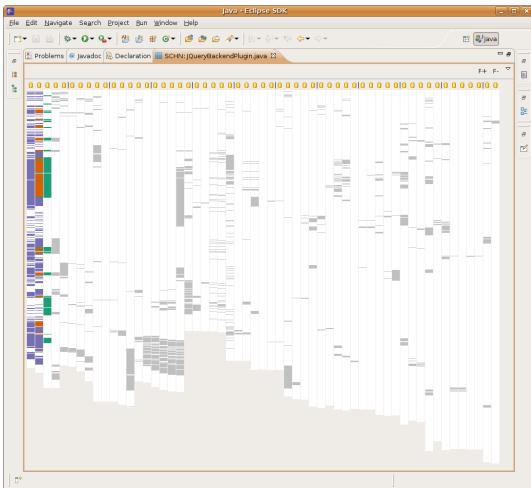 Java - Eclipse SDK
File Edit Navigate Search Project Run Window Help
Java
Problems Javadoc Declaration SCHN: JQueryBackendPlugin.java
F+ F-